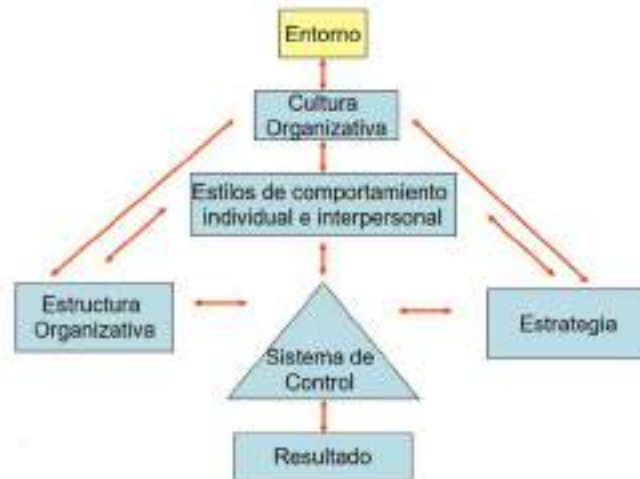 Entorno
Cultura
Organizativa
Estilos de comportamiento
individual e interpersonal
Estructura
Organizativa
Sistema de
Control
Estrategia
Resultado